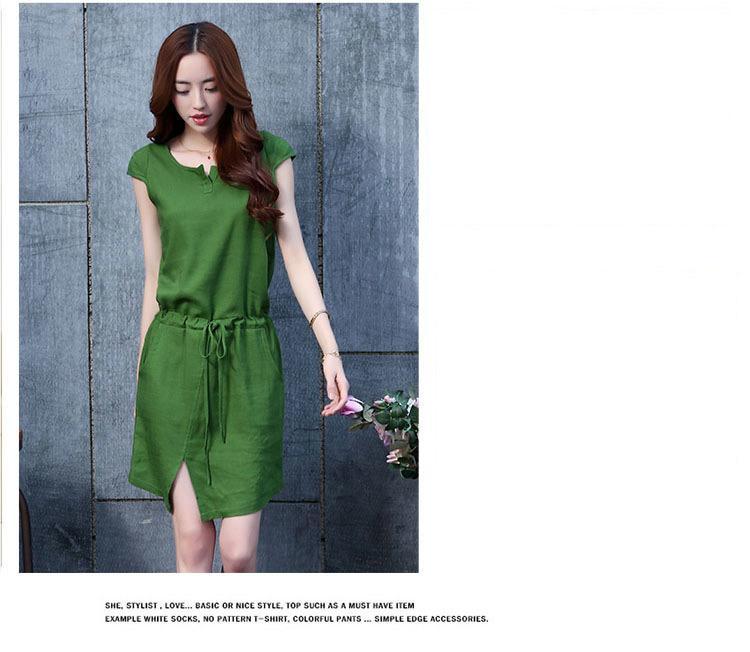 SHE, STYLIST , LOVE... BASIC OR NICE STYLE, TOP SUCH AS A MUST HAVE ITEM
EXAMPLE WHITE SOCKS, NO PATTERN T-SHIRT, COLORFUL PANTS ... SIMPLE EDGE ACCESSORIES.